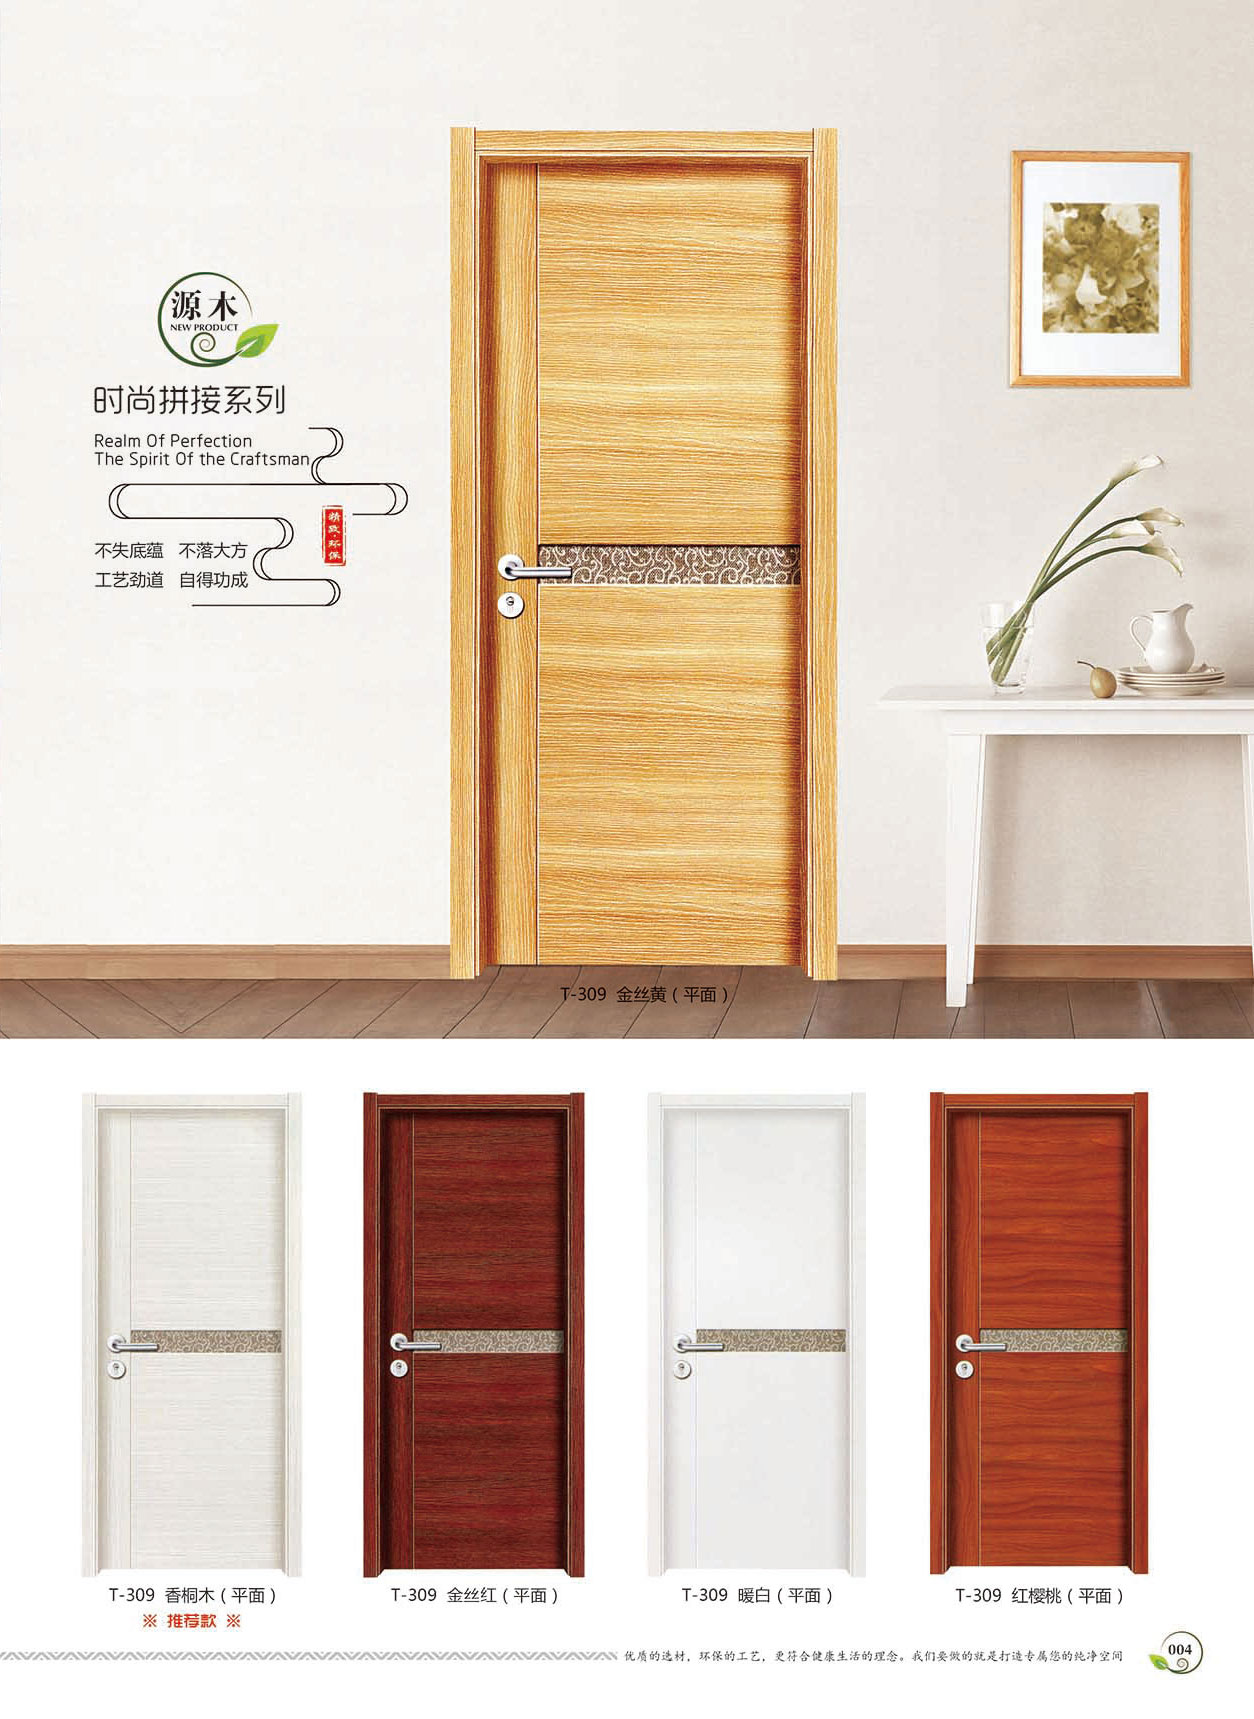 源木
NEW PRODUCT
时尚拼接系列
Realm Of Perfection
The Spirit Of the Craftsman
精致·环保
不失底蕴 不落大方
工艺劲道 自得功成
T-309 金丝黄（平面）
T-309 香桐木（平面）
※ 推荐款 ※
T-309 金丝红（平面）
T-309 暖白（平面）
T-309 红樱桃（平面）
优质的选材，环保的工艺，更符合健康生活的理念。我们要做的就是打造专属您的纯净空间
004